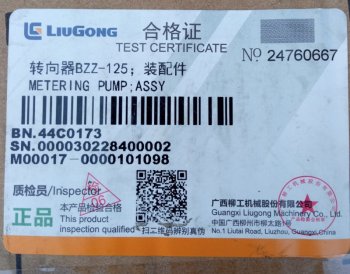 LIUGONG
合格证
TEST CERTIFICATE
№ 24760667
转向器BZZ-125；装配件
METERING PUMP;ASSY
BN.44C0173
SN.000030228400002
M00017-0000101098
质检员/Inspector
06
正品
本产品检验合格
This product
inspection passed
扫二维码辨别真伪
广西柳工机械股份有限公司
中国广西柳州市柳太路1号
Guangxi Liugong Machinery Co., Ltd.
No.1 Liutai Road, Liuzhou, Guangxi, China